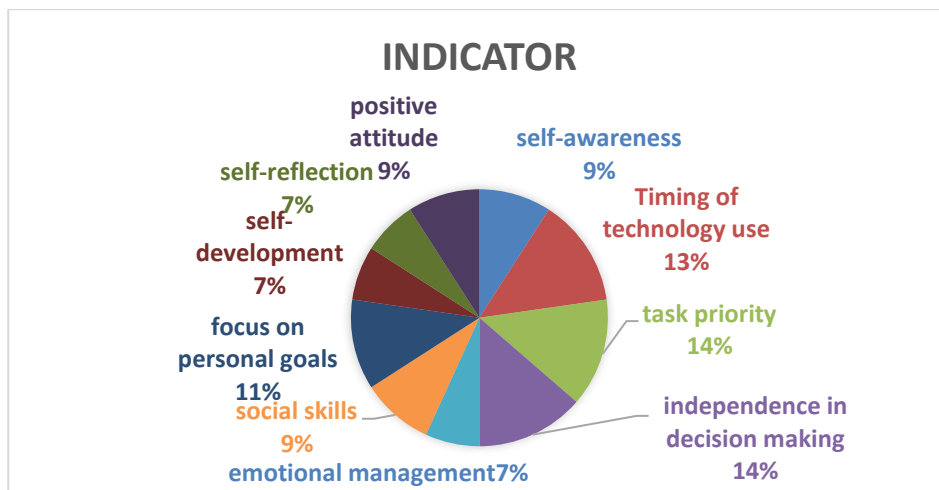 INDICATOR
positive
attitude
9%
self-awareness
9%
self-reflection
7%
Timing of
technology use
13%
self-
development
7%
task priority
14%
focus on
personal goals
11%
independence in
decision making
14%
social skills
9%
emotional management7%